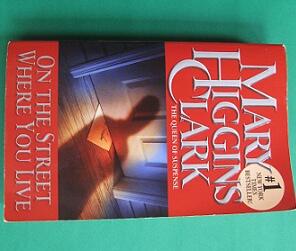 MARY
HIGGINS
CLARK
THE QUEEN OF SUSPENSE
#1
NEW YORK
TIMES
BESTSELLER
ON THE STREET
WHERE YOU LIVE